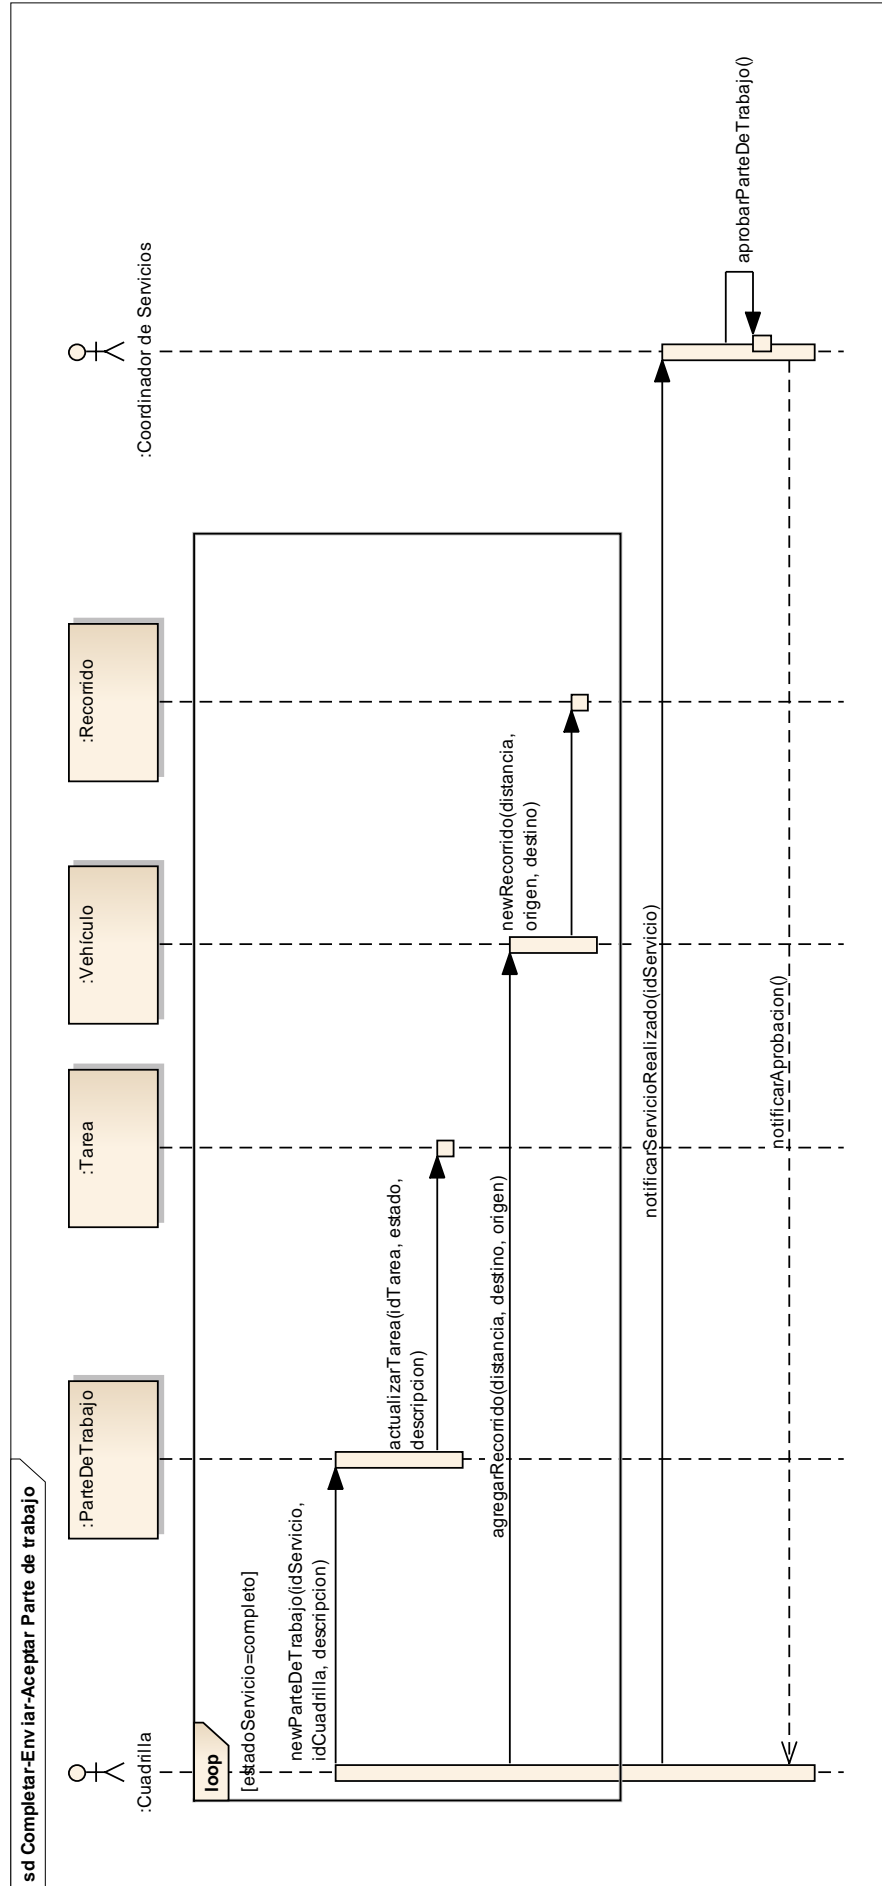 sd Completar-Enviar-Aceptar Parte de trabajo
:Cuadrilla
:ParteDeTrabajo
:Tarea
:Vehículo
:Recorrido
:Coordinador de Servicios
loop
[estadoServicio=completo]
newParteDeTrabajo(idServicio,
idCuadrilla, descripcion)
actualizarTarea(idTarea, estado,
descripcion)
agregarRecorrido(distancia, destino, origen)
newRecorrido(distancia,
origen, destino)
notificarServicioRealizado(idServicio)
aprobarParteDeTrabajo()
notificarAprobacion()